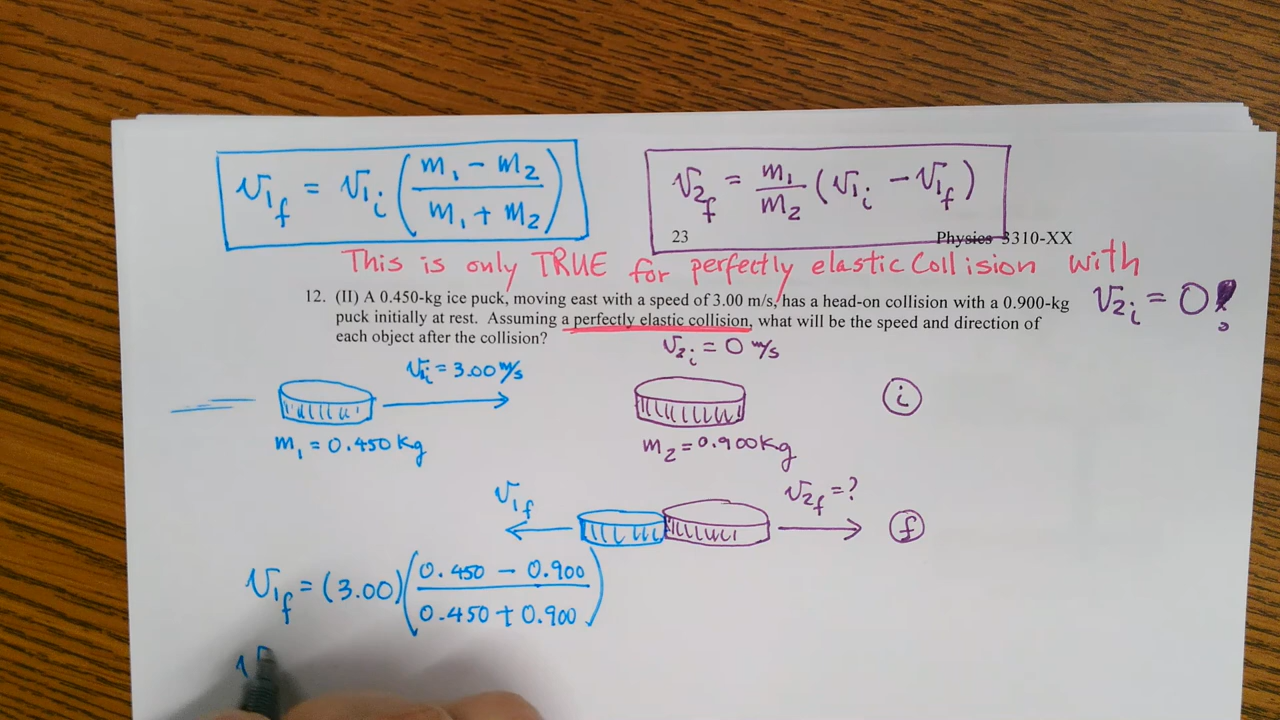 v1f = v1i (m1 - m2 / m1 + m2)
v2f = m1/m2 (v1i - v1f)
23
Physics 3310-XX
This is only TRUE for perfectly elastic Collision with
v2i = 0!
12. (II) A 0.450-kg ice puck, moving east with a speed of 3.00 m/s, has a head-on collision with a 0.900-kg
puck initially at rest. Assuming a perfectly elastic collision, what will be the speed and direction of
each object after the collision?
v2i = 0 m/s
v1i = 3.00 m/s
i
m1 = 0.450 kg
m2 = 0.900 kg
v1f
v2f = ?
f
v1f = (3.00)(0.450 - 0.900 / 0.450 + 0.900)
v